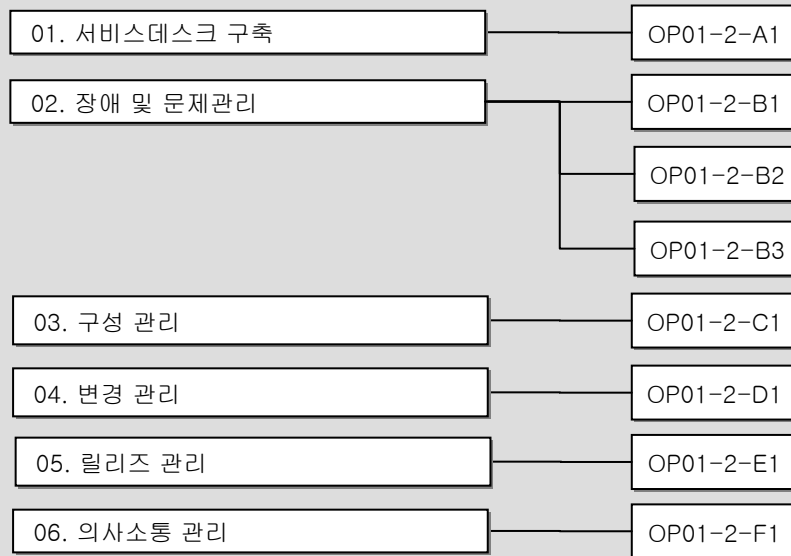 01. 서비스데스크 구축
OP01-2-A1
02. 장애 및 문제관리
OP01-2-B1
OP01-2-B2
OP01-2-B3
03. 구성 관리
OP01-2-C1
04. 변경 관리
OP01-2-D1
05. 릴리즈 관리
OP01-2-E1
06. 의사소통 관리
OP01-2-F1